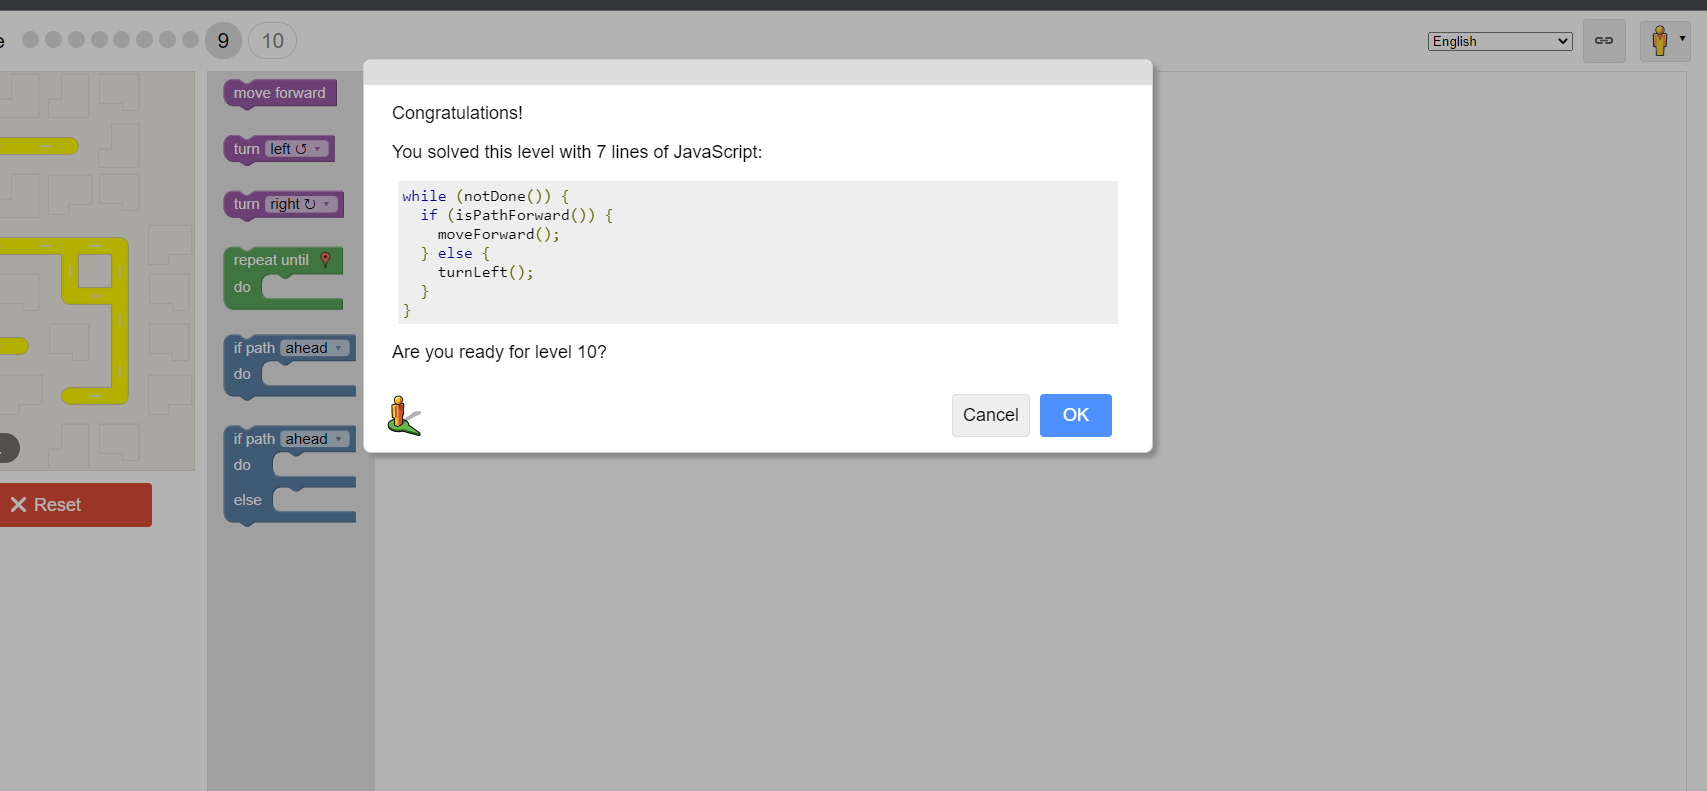 e
9
10
English
move forward
turn left ↺
turn right ↻
repeat until
do
if path ahead
do
if path ahead
do
else
Reset
Congratulations!
You solved this level with 7 lines of JavaScript:
while (notDone()) {
  if (isPathForward()) {
    moveForward();
  } else {
    turnLeft();
  }
}
Are you ready for level 10?
Cancel
OK